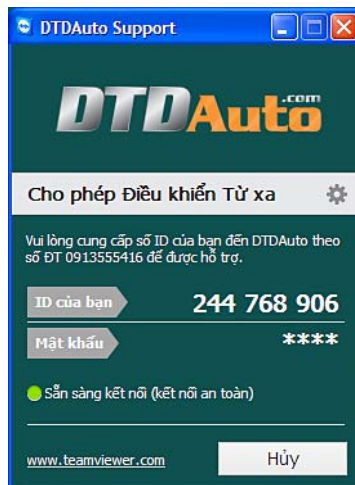 DTDAuto Support
DTDAuto.com
Cho phép Điều khiển Từ xa
Vui lòng cung cấp số ID của bạn đến DTDAuto theo
số ĐT 0913555416 để được hỗ trợ.
ID của bạn 244 768 906
Mật khẩu ****
Sẵn sàng kết nối (kết nối an toàn)
www.teamviewer.com Hủy